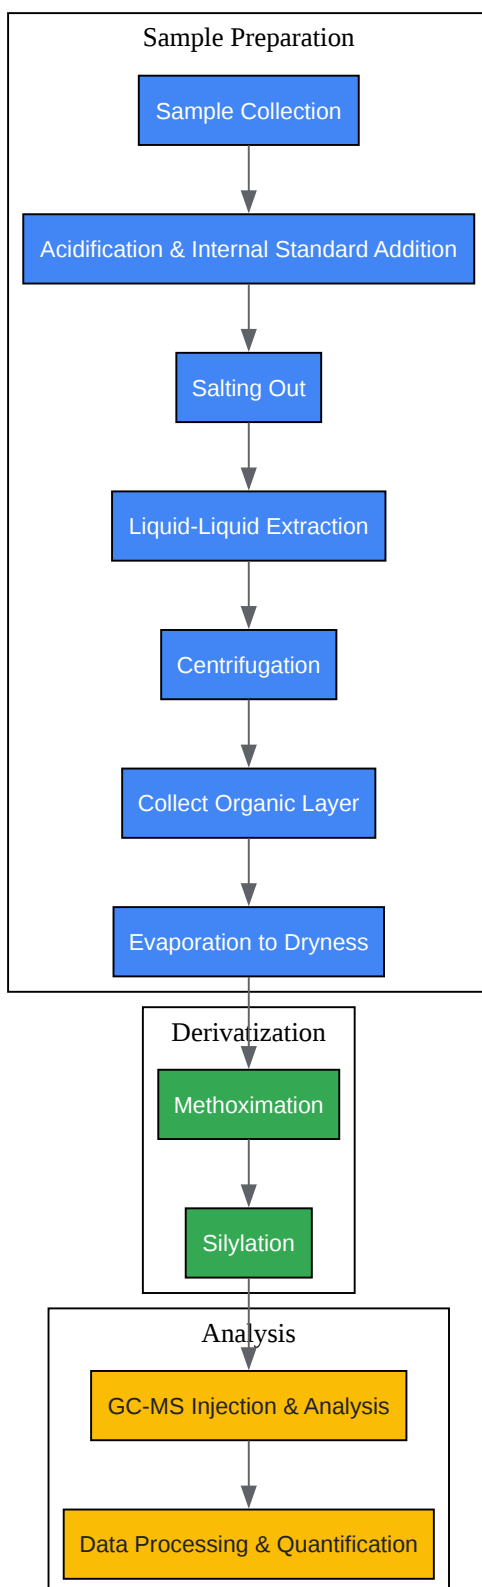 Sample Preparation
Sample Collection
Acidification & Internal Standard Addition
Salting Out
Liquid-Liquid Extraction
Centrifugation
Collect Organic Layer
Evaporation to Dryness
Derivatization
Methoximation
Silylation
Analysis
GC-MS Injection & Analysis
Data Processing & Quantification